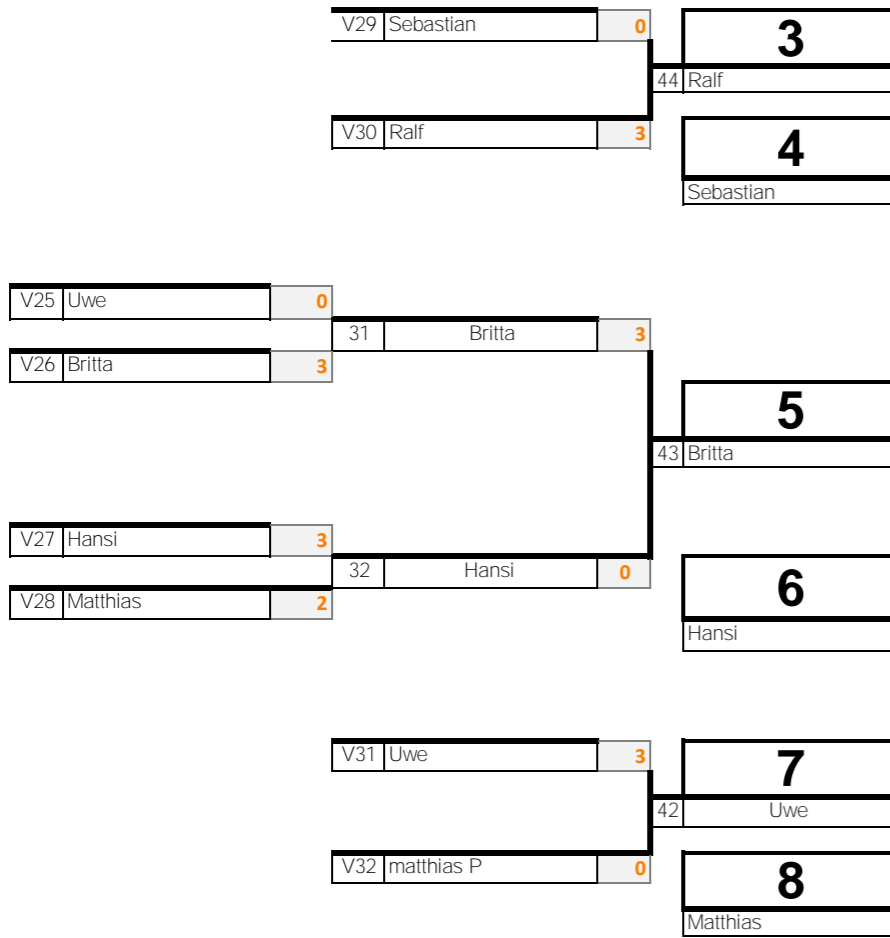 V29 Sebastian 0
3
44 Ralf
V30 Ralf 3
4
Sebastian
V25 Uwe 0
31 Britta 3
V26 Britta 3
5
43 Britta
V27 Hansi 3
32 Hansi 0
6
V28 Matthias 2
Hansi
V31 Uwe 3
7
42 Uwe
V32 matthias P 0
8
Matthias